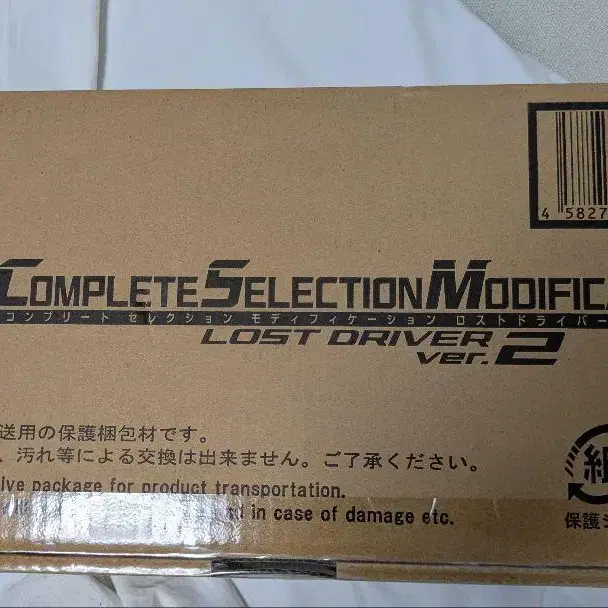 4 5827
COMPLETE SELECTION MODIFICA
コンプリート セレクション モディフィケーション ロストドライバー
LOST DRIVER
ver.2
送用の保護梱包材です。
、汚れ等による交換は出来ません。ご了承ください。
ive package for product transportation.
in case of damage etc.
紙
保護シ